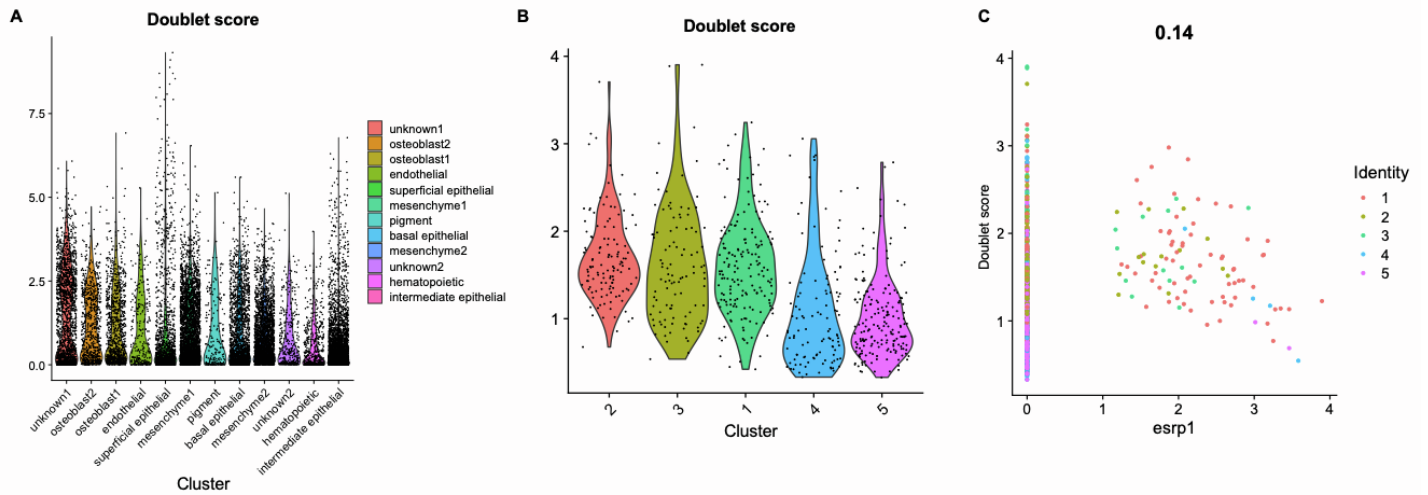 A
Doublet score
7.5
5.0
2.5
0.0
unknown1
osteoblast2
osteoblast1
endothelial
superficial epithelial
mesenchyme1
pigment
basal epithelial
mesenchyme2
unknown2
hematopoietic
intermediate epithelial
Cluster
unknown1
osteoblast2
osteoblast1
endothelial
superficial epithelial
mesenchyme1
pigment
basal epithelial
mesenchyme2
unknown2
hematopoietic
intermediate epithelial
B
Doublet score
4
3
2
1
2
3
1
4
5
Cluster
C
0.14
Doublet score
4
3
2
1
0
1
2
3
4
esrp1
Identity
1
2
3
4
5